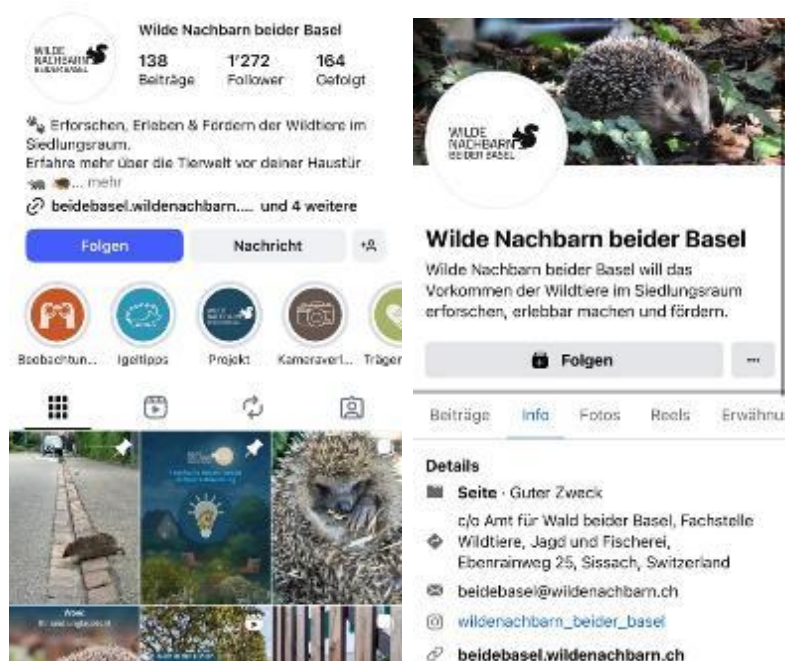 Wilde Nachbarn beider Basel
WILDE
NACHBARN
BEIDER BASEL
138
1'272
164
Beiträge
Follower
Gefolgt
Erforschen, Erleben & Fördern der Wildtiere im
Siedlungsraum.
Erfahre mehr über die Tierwelt vor deiner Haustür
... mehr
beidebasel.wildenachbarn.... und 4 weitere
Folgen
Nachricht
Beobachtun...
Igeltipps
Projekt
Kameraverl...
Träger
WILDE
NACHBARN
BEIDER BASEL
Wilde Nachbarn beider Basel
Wilde Nachbarn beider Basel will das
Vorkommen der Wildtiere im Siedlungsraum
erforschen, erlebbar machen und fördern.
Folgen
Beiträge
Info
Fotos
Reels
Erwähnu
Details
Seite · Guter Zweck
c/o Amt für Wald beider Basel, Fachstelle
Wildtiere, Jagd und Fischerei,
Ebenrainweg 25, Sissach, Switzerland
beidebasel@wildenachbarn.ch
wildenachbarn_beider_basel
beidebasel.wildenachbarn.ch